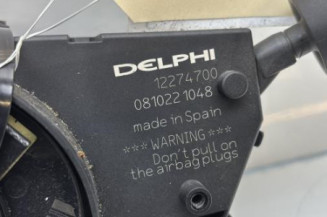 DELPHI
12274700
081022 1048
made in Spain
*** WARNING ***
Don't pull on
the airbag plugs